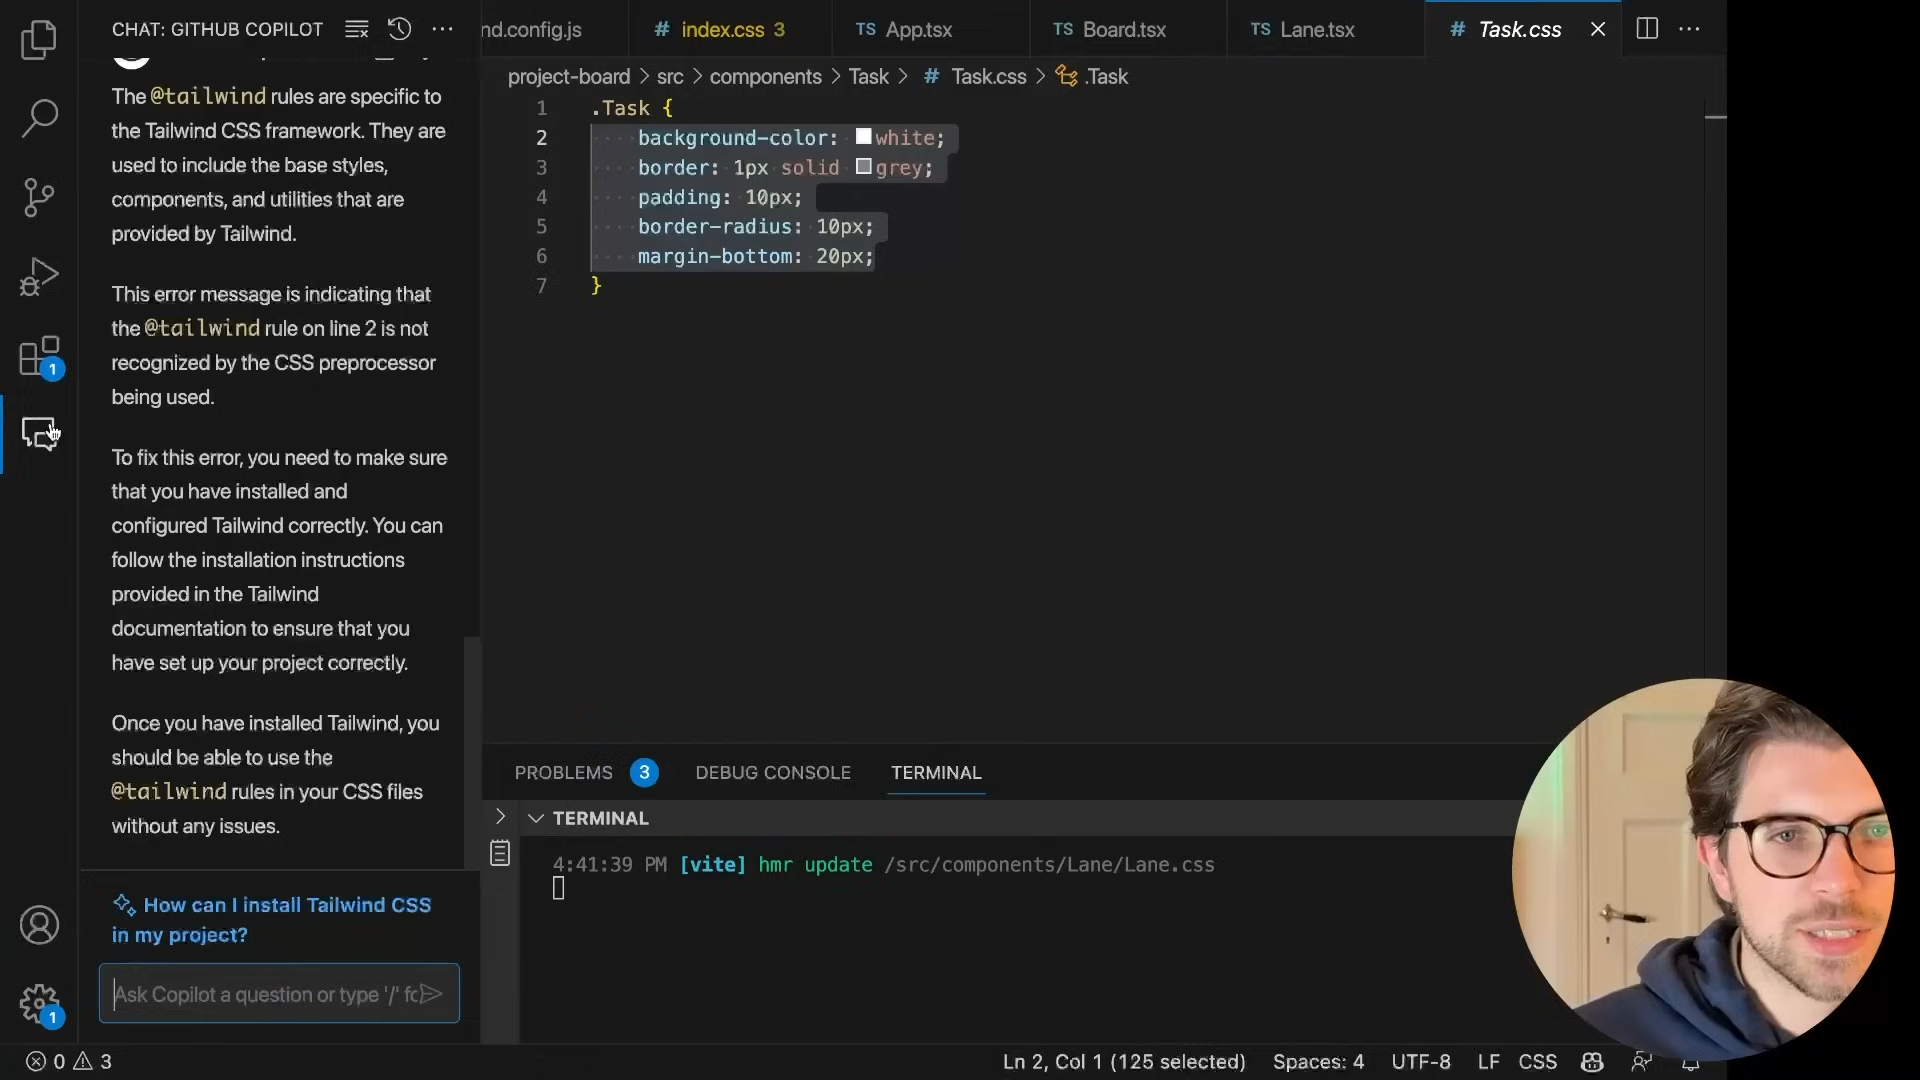 CHAT: GITHUB COPILOT
nd.config.js
# index.css 3
TS App.tsx
TS Board.tsx
TS Lane.tsx
# Task.css
project-board > src > components > Task > # Task.css > .Task
The @tailwind rules are specific to
the Tailwind CSS framework. They are
used to include the base styles,
components, and utilities that are
provided by Tailwind.
This error message is indicating that
the @tailwind rule on line 2 is not
recognized by the CSS preprocessor
being used.
To fix this error, you need to make sure
that you have installed and
configured Tailwind correctly. You can
follow the installation instructions
provided in the Tailwind
documentation to ensure that you
have set up your project correctly.
Once you have installed Tailwind, you
should be able to use the
@tailwind rules in your CSS files
without any issues.
How can I install Tailwind CSS
in my project?
Ask Copilot a question or type '/' fo
1
1
1 .Task {
2 background-color: white;
3 border: 1px solid grey;
4 padding: 10px;
5 border-radius: 10px;
6 margin-bottom: 20px;
7 }
PROBLEMS 3
DEBUG CONSOLE
TERMINAL
TERMINAL
4:41:39 PM [vite] hmr update /src/components/Lane/Lane.css
0 3
Ln 2, Col 1 (125 selected)
Spaces: 4
UTF-8
LF
CSS